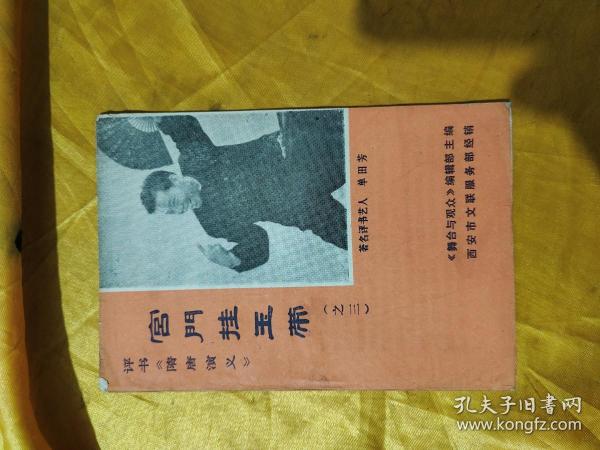 著名评书艺人 单田芳
评书《隋唐演义》
宫門挂玉带
(之三)
《舞台与观众》编辑部主编
西安市文联服务部经销
孔夫子旧书网
www.kongfz.com